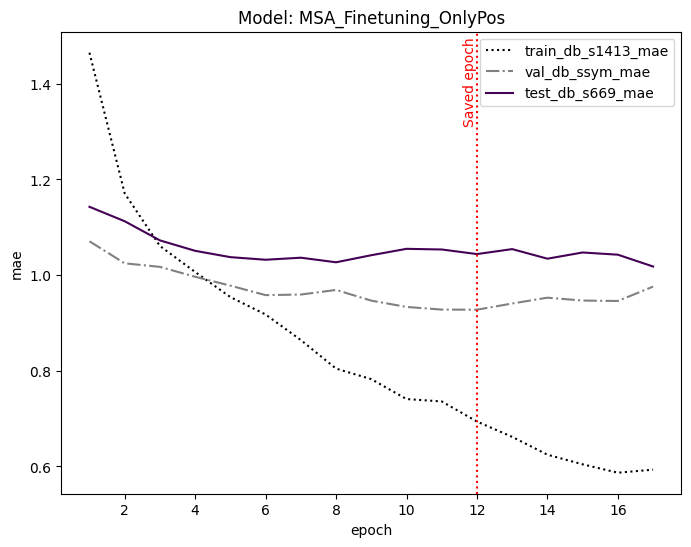 Model: MSA_Finetuning_OnlyPos
train_db_s1413_mae
val_db_ssym_mae
test_db_s669_mae
Saved epoch
mae
1.4
1.2
1.0
0.8
0.6
2 4 6 8 10 12 14 16
epoch